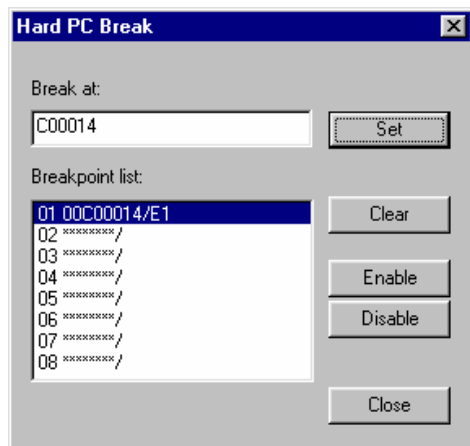 Hard PC Break
Break at:
C00014
Set
Breakpoint list:
01 00C00014/E1
02 ********/
03 ********/
04 ********/
05 ********/
06 ********/
07 ********/
08 ********/
Clear
Enable
Disable
Close